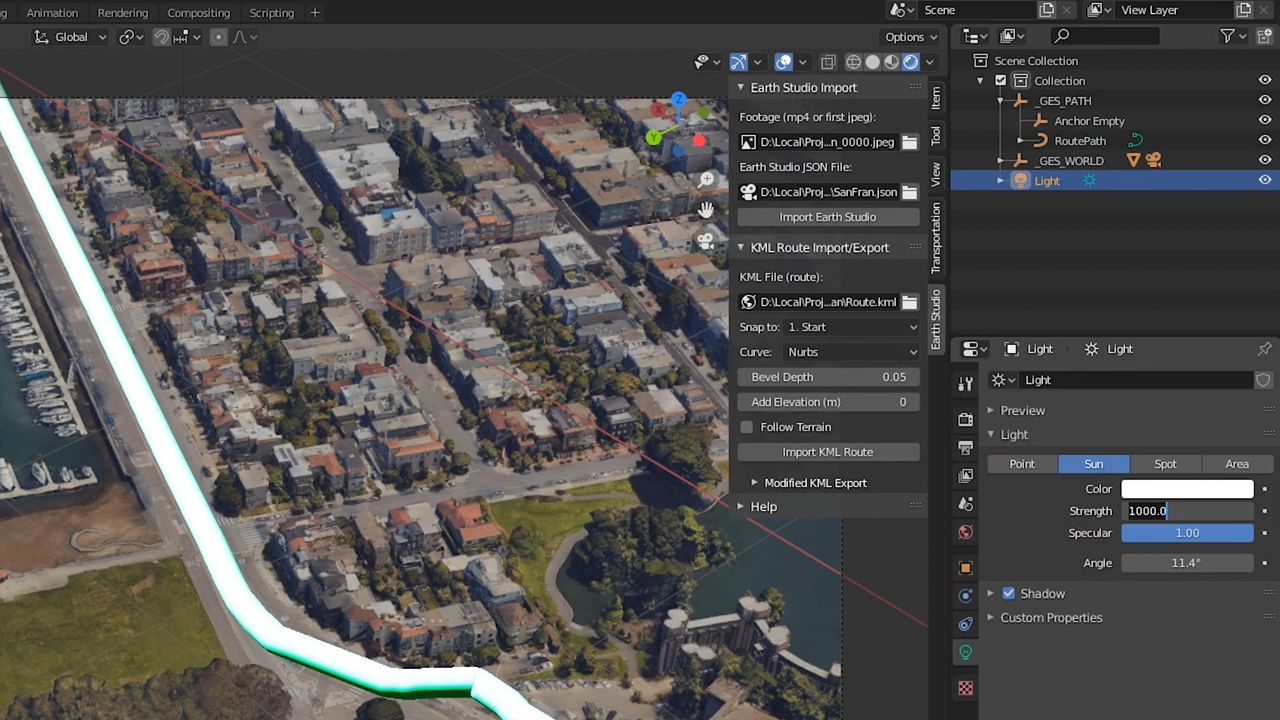 Animation Rendering Compositing Scripting +
Scene
View Layer
Global
Options
Scene Collection
Collection
_GES_PATH
Anchor Empty
RoutePath
_GES_WORLD
Light
Z
Y
Earth Studio Import
Footage (mp4 or first jpeg):
D:\Local\Proj...n_0000.jpeg
Earth Studio JSON File:
D:\Local\Proj...\SanFran.json
Import Earth Studio
KML Route Import/Export
KML File (route):
D:\Local\Proj...an\Route.kml
Snap to: 1. Start
Curve: Nurbs
Bevel Depth 0.05
Add Elevation (m) 0
Follow Terrain
Import KML Route
Modified KML Export
Help
Item
Tool
View
Transportation
Earth Studio
Light Light
Light
Preview
Light
Point Sun Spot Area
Color
Strength 1000.0
Specular 1.00
Angle 11.4°
Shadow
Custom Properties